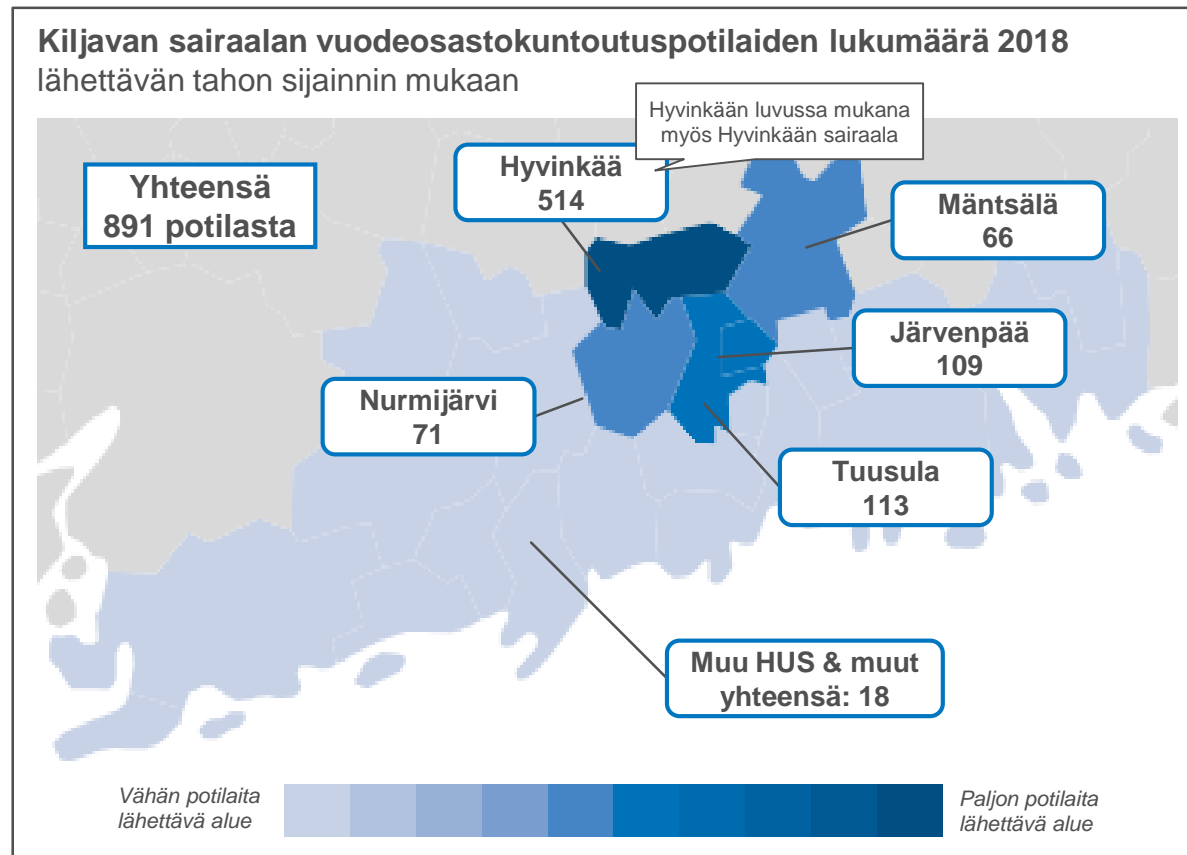 Kiljavan sairaalan vuodeosastokuntoutuspotilaiden lukumäärä 2018
lähettävän tahon sijainnin mukaan
Hyvinkään luvussa mukana
myös Hyvinkään sairaala
Yhteensä
891 potilasta
Hyvinkää
514
Mäntsälä
66
Järvenpää
109
Nurmijärvi
71
Tuusula
113
Muu HUS & muut
yhteensä: 18
Vähän potilaita
lähettävä alue
Paljon potilaita
lähettävä alue